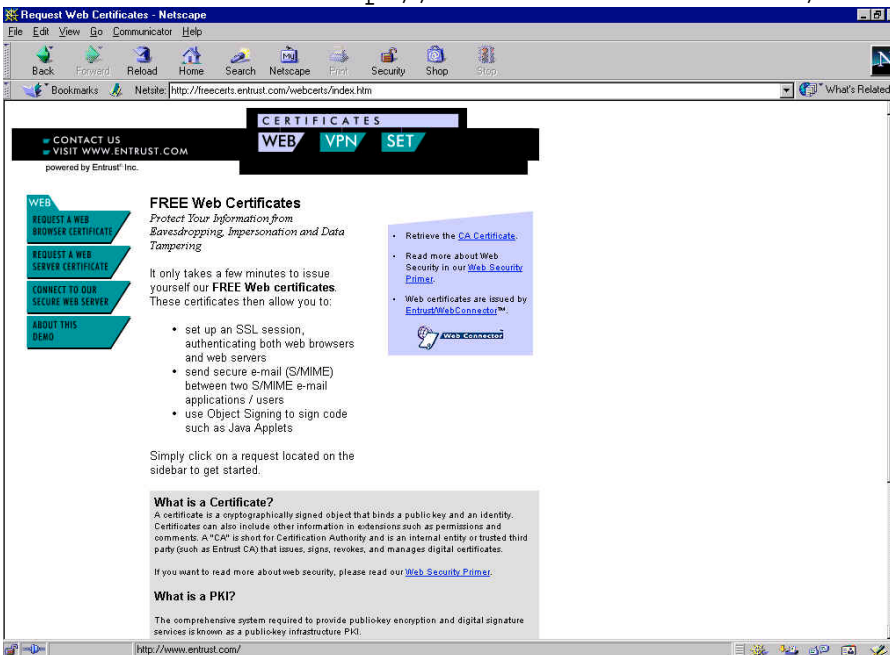 Request Web Certificates - Netscape
File Edit View Go Communicator Help
Back Forward Reload Home Search Netscape Print Security Shop Stop
Bookmarks Netsite: http://freecerts.entrust.com/webcerts/index.htm What's Related
CERTIFICATES
CONTACT US
VISIT WWW.ENTRUST.COM
WEB VPN SET
powered by Entrust® Inc.
WEB
REQUEST A WEB
BROWSER CERTIFICATE
REQUEST A WEB
SERVER CERTIFICATE
CONNECT TO OUR
SECURE WEB SERVER
ABOUT THIS
DEMO
FREE Web Certificates
Protect Your Information from
Eavesdropping, Impersonation and Data
Tampering
It only takes a few minutes to issue
yourself our FREE Web certificates.
These certificates then allow you to:
• set up an SSL session,
authenticating both web browsers
and web servers
• send secure e-mail (S/MIME)
between two S/MIME e-mail
applications / users
• use Object Signing to sign code
such as Java Applets
Simply click on a request located on the
sidebar to get started.
• Retrieve the CA Certificate.
• Read more about Web
Security in our Web Security
Primer.
• Web certificates are issued by
Entrust/WebConnector™.
Web Connector
What is a Certificate?
A certificate is a cryptographically signed object that binds a public key and an identity.
Certificates can also include other information in extensions such as permissions and
comments. A "CA" is short for Certification Authority and is an internal entity or trusted third
party (such as Entrust CA) that issues, signs, revokes, and manages digital certificates.
If you want to read more about web security, please read our Web Security Primer.
What is a PKI?
The comprehensive system required to provide public-key encryption and digital signature
services is known as a public-key infrastructure PKI.
http://www.entrust.com/